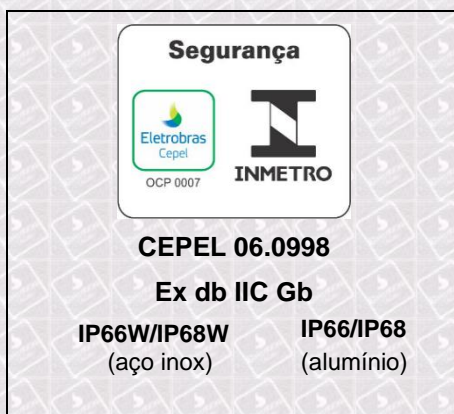 Segurança
Eletrobras
Cepel
OCP 0007
INMETRO
CEPEL 06.0998
Ex db IIC Gb
IP66W/IP68W IP66/IP68
(aço inox) (alumínio)